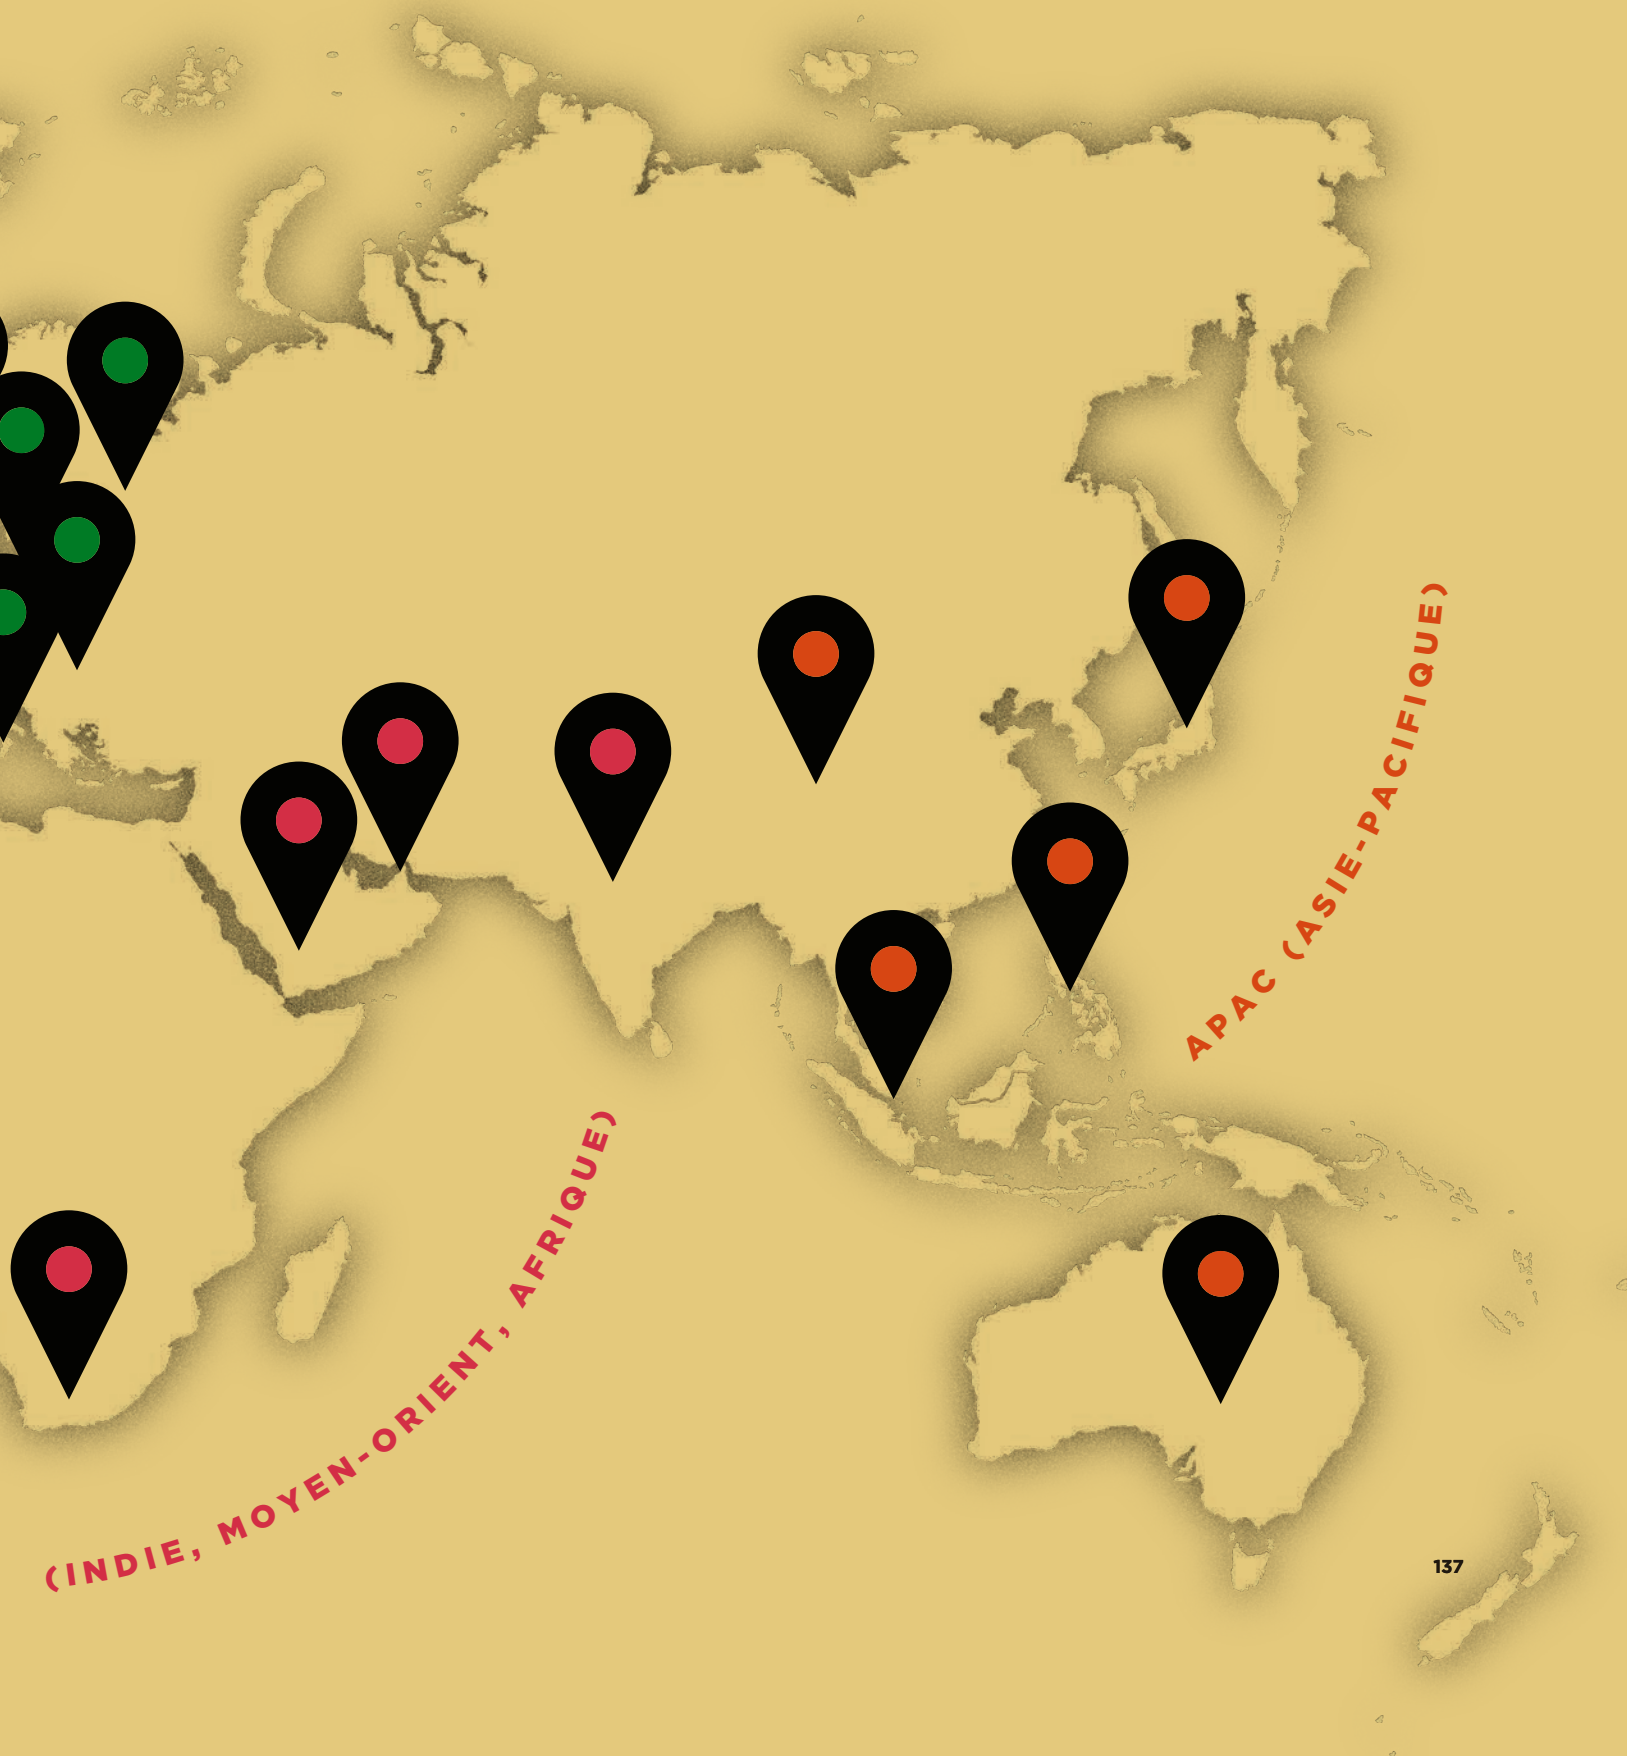 APAC (ASIE-PACIFIQUE)
(INDIE, MOYEN-ORIENT, AFRIQUE)
137